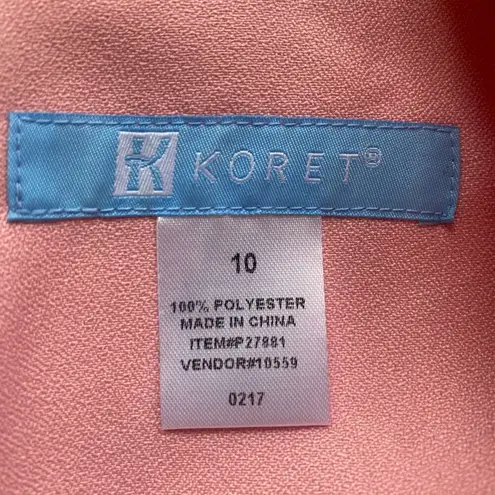 K KORET®
10
100% POLYESTER
MADE IN CHINA
ITEM#P27881
VENDOR#10559
0217